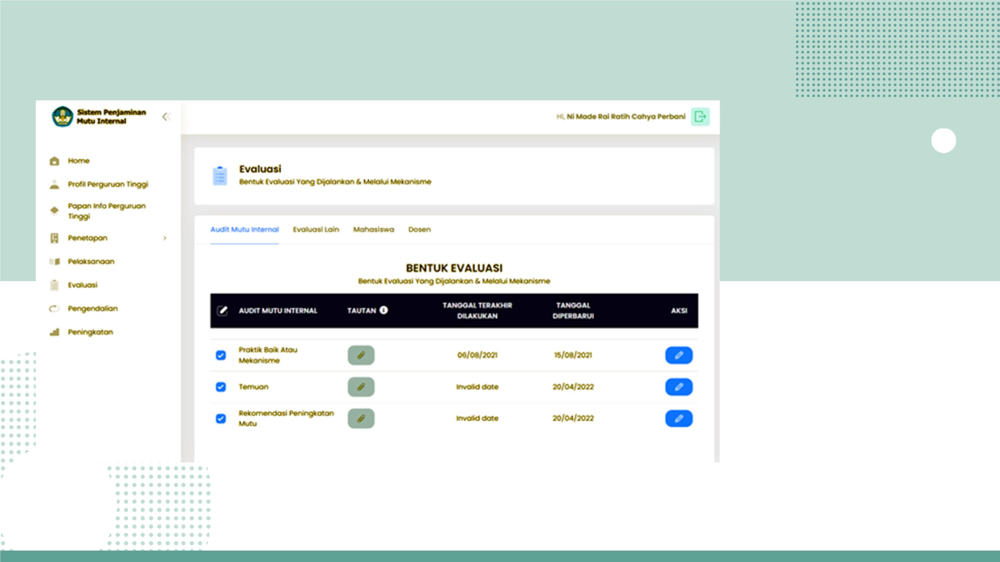 Sistem Penjaminan
Mutu Internal
Hi, Ni Made Rai Ratih Cahya Perbani
Home
Profil Perguruan Tinggi
Papan Info Perguruan
Tinggi
Penetapan
Pelaksanaan
Evaluasi
Pengendalian
Peningkatan
Evaluasi
Bentuk Evaluasi Yang Dijalankan & Melalui Mekanisme
Audit Mutu Internal Evaluasi Lain Mahasiswa Dosen
BENTUK EVALUASI
Bentuk Evaluasi Yang Dijalankan & Melalui Mekanisme
AUDIT MUTU INTERNAL TAUTAN TANGGAL TERAKHIR DILAKUKAN TANGGAL DIPERBARUI AKSI
Praktik Baik Atau
Mekanisme
06/08/2021 15/08/2021
Temuan Invalid date 20/04/2022
Rekomendasi Peningkatan
Mutu
Invalid date 20/04/2022